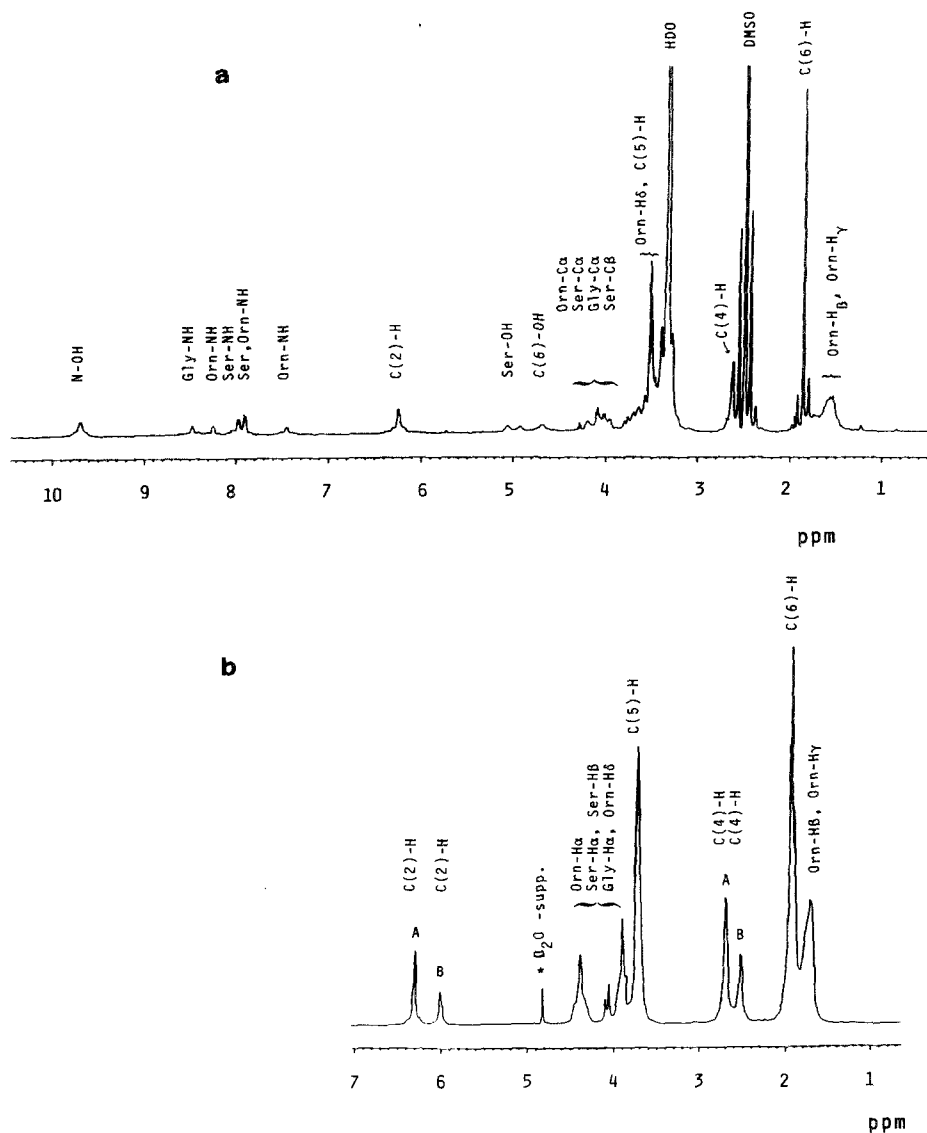 a
N-OH
Gly-NH
Orn-NH
Ser-NH
Ser,Orn-NH
Orn-NH
C(2)-H
Ser-OH
C(6)-OH
Orn-Cα
Ser-Cα
Gly-Cα
Ser-Cβ
Orn-Hδ, C(5)-H
HDO
C(4)-H
DMSO
C(6)-H
Orn-Hβ, Orn-Hγ
10 9 8 7 6 5 4 3 2 1
ppm
b
C(2)-H
A
C(2)-H
B
* D2O -supp.
Orn-Hα
Ser-Hα, Ser-Hβ
Gly-Hα, Orn-Hδ
C(5)-H
C(4)-H
C(4)-H
A
B
C(6)-H
Orn-Hβ, Orn-Hγ
7 6 5 4 3 2 1
ppm